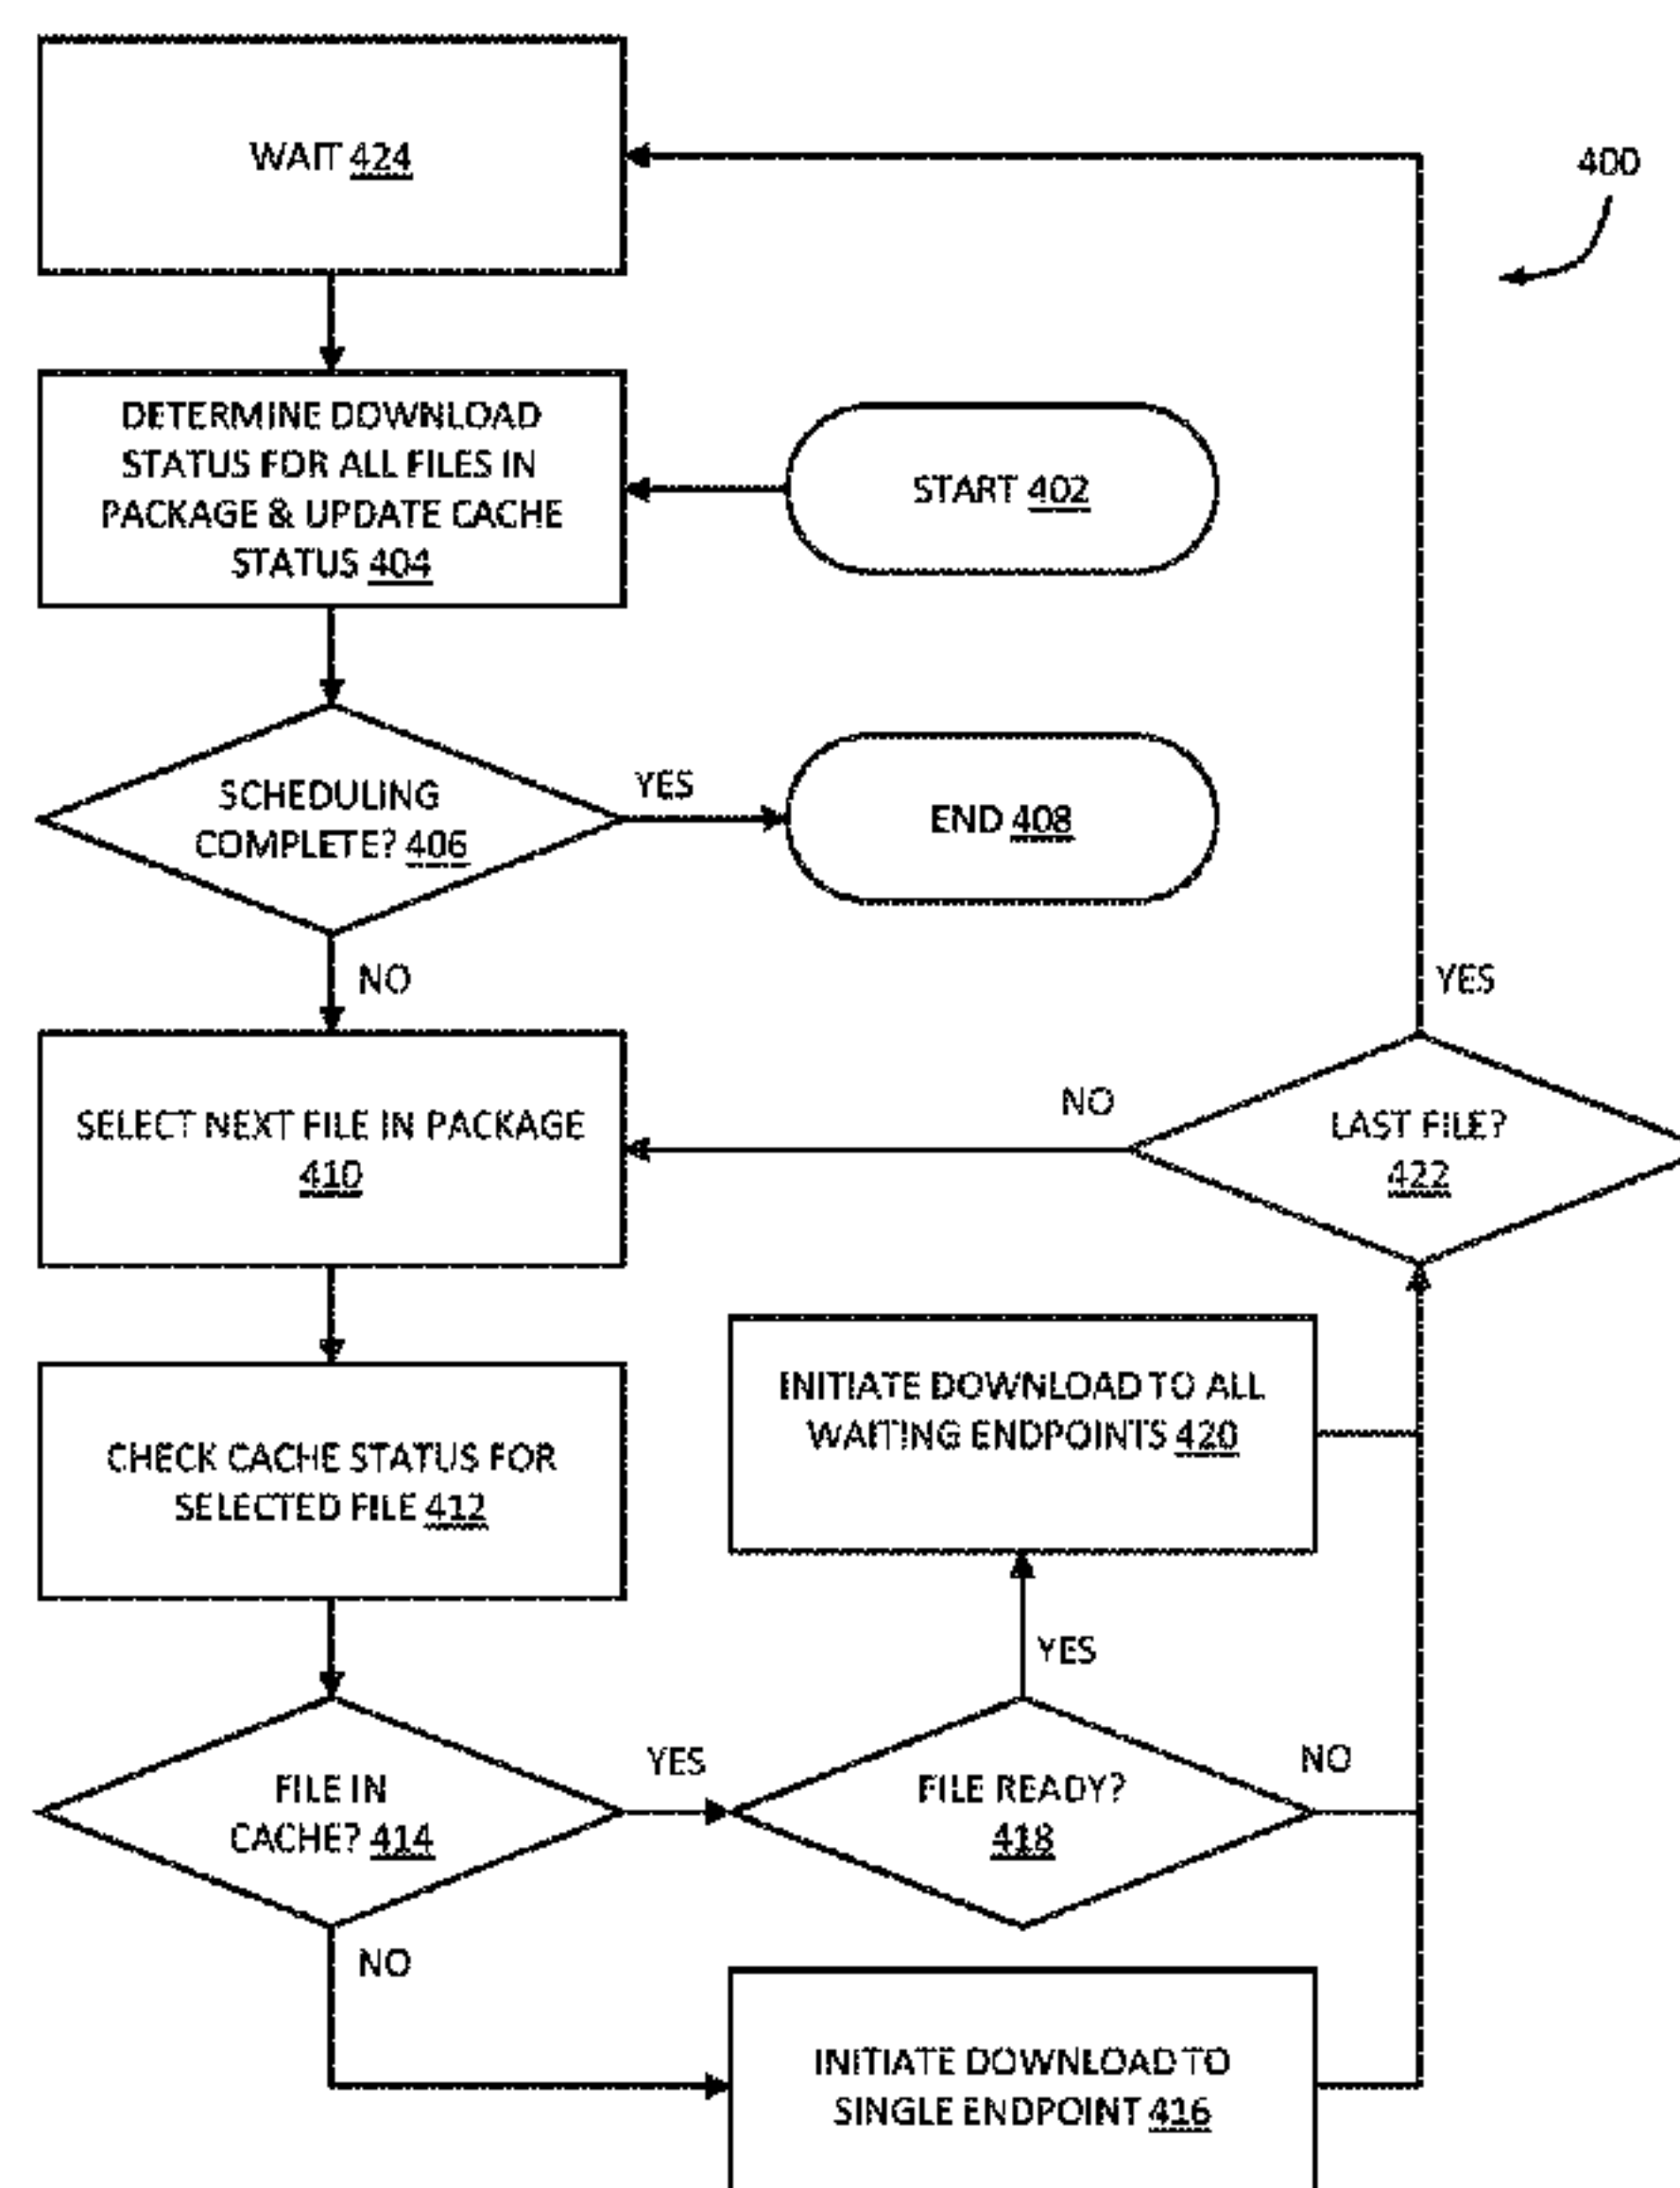 WAIT 424
400
DETERMINE DOWNLOAD
STATUS FOR ALL FILES IN
PACKAGE & UPDATE CACHE
STATUS 404
START 402
SCHEDULING
COMPLETE? 406
YES
END 408
NO
YES
SELECT NEXT FILE IN PACKAGE
410
NO
LAST FILE?
422
INITIATE DOWNLOAD TO ALL
WAITING ENDPOINTS 420
CHECK CACHE STATUS FOR
SELECTED FILE 412
YES
FILE IN
CACHE? 414
YES
FILE READY?
418
NO
NO
INITIATE DOWNLOAD TO
SINGLE ENDPOINT 416